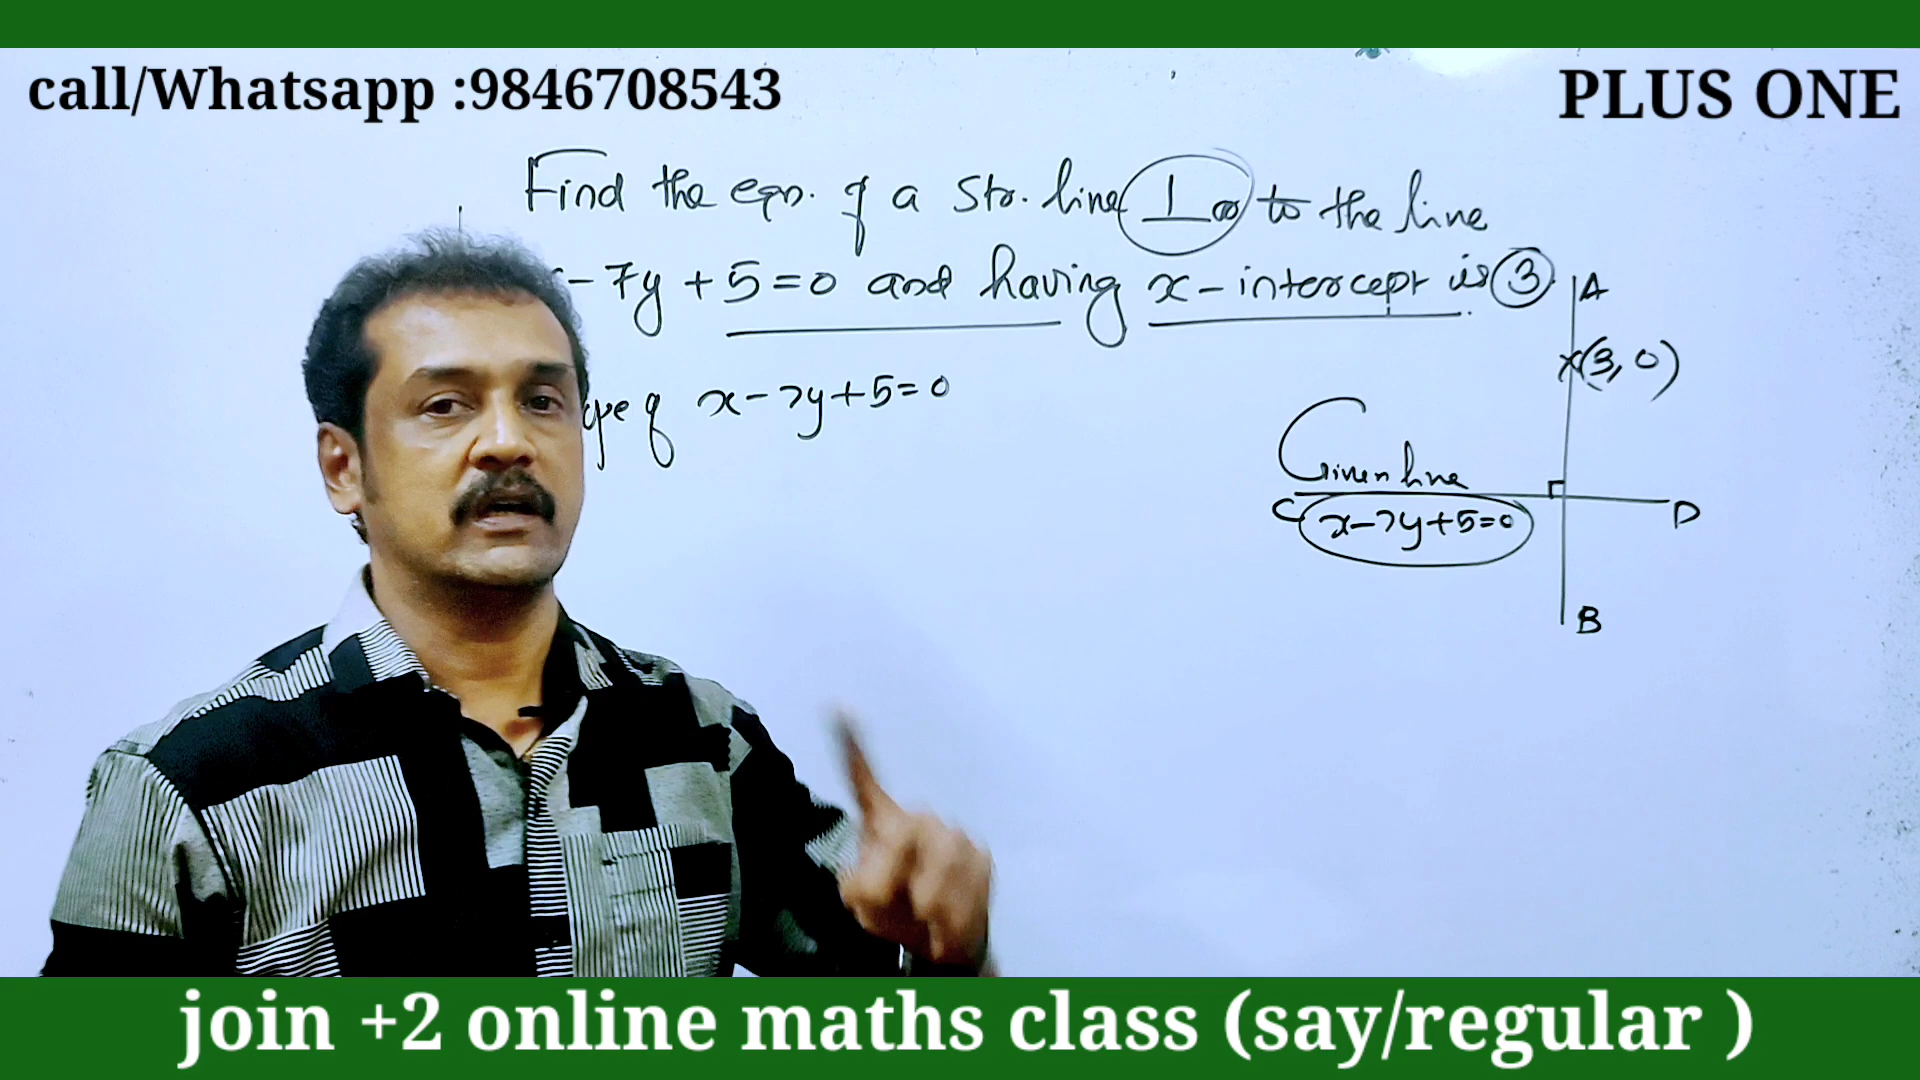 call/Whatsapp :9846708543
PLUS ONE
Find the eqn. of a str. line ⊥ar to the line
- 7y + 5 = 0 and having x - intercept is 3
of x - 7y + 5 = 0
A
(3, 0)
Given line
C
x - 7y + 5 = 0
D
B
join +2 online maths class (say/regular )